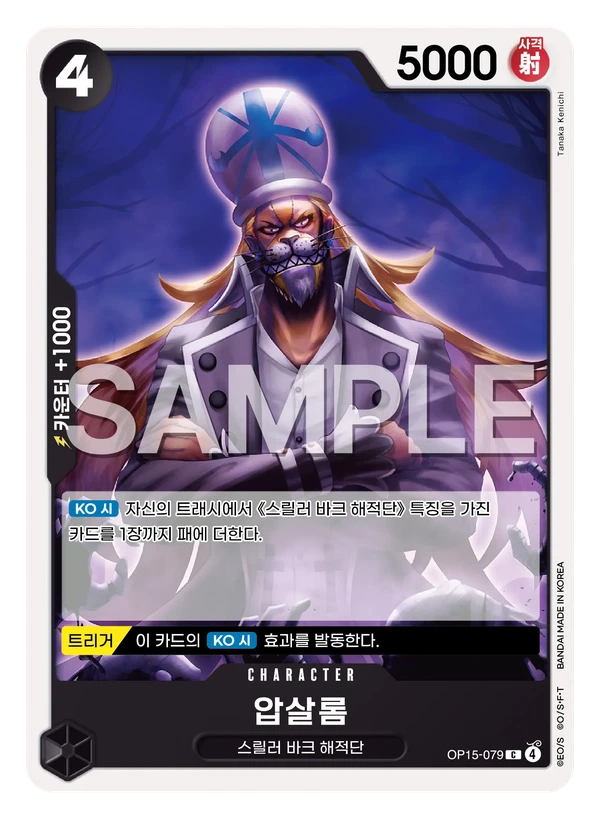 4
5000
사격
射
Tanaka Kenichi
카운터 +1000
SAMPLE
KO 시 자신의 트래시에서 《스릴러 바크 해적단》 특징을 가진
카드를 1장까지 패에 더한다.
트리거 이 카드의 KO 시 효과를 발동한다.
CHARACTER
압살롬
스릴러 바크 해적단
OP15-079 C 4
©EO/S ©O/S·F·T BANDAI MADE IN KOREA